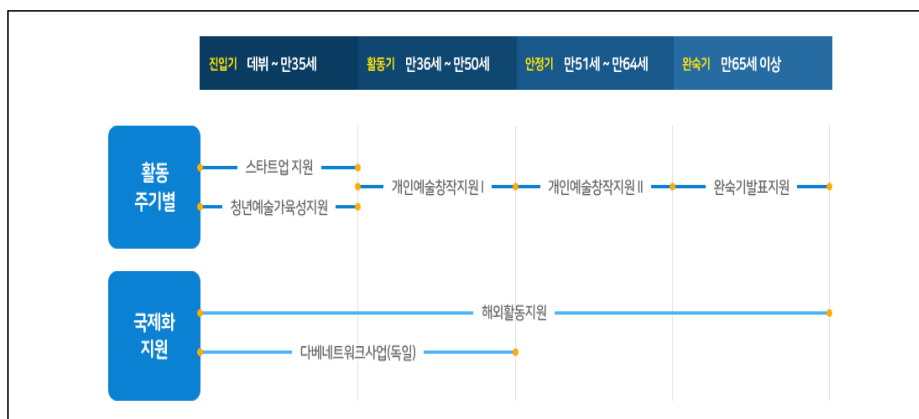 진입기 데뷔 ~ 만35세 활동기 만36세 ~ 만50세 안정기 만51세 ~ 만64세 완숙기 만65세 이상
활동
주기별
스타트업 지원
청년예술가육성지원
개인예술창작지원 I
개인예술창작지원 II
완숙기발표지원
국제화
지원
해외활동지원
다베네트워크사업(독일)